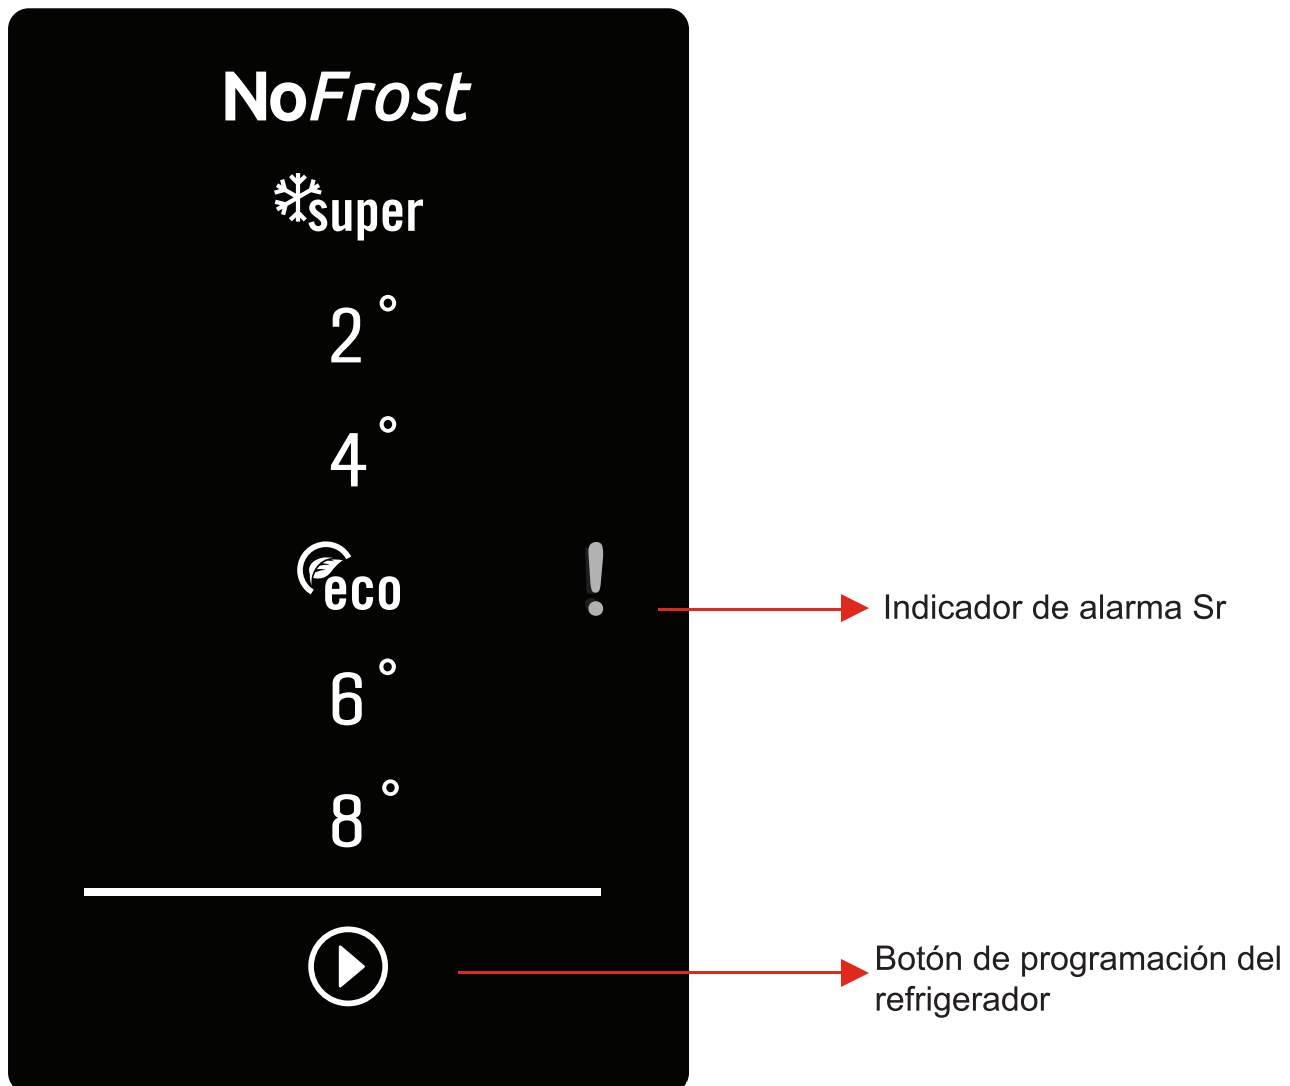 NoFrost
super
2°
4°
eco
!
Indicador de alarma Sr
6°
8°
Botón de programación del
refrigerador